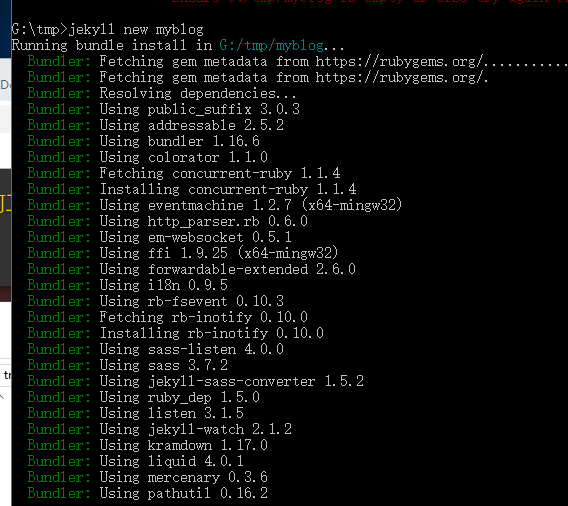 G:\tmp>jekyll new myblog
Running bundle install in G:/tmp/myblog...
Bundler: Fetching gem metadata from https://rubygems.org/...........
Bundler: Fetching gem metadata from https://rubygems.org/.
Bundler: Resolving dependencies...
Bundler: Using public_suffix 3.0.3
Bundler: Using addressable 2.5.2
Bundler: Using bundler 1.16.6
Bundler: Using colorator 1.1.0
Bundler: Fetching concurrent-ruby 1.1.4
Bundler: Installing concurrent-ruby 1.1.4
Bundler: Using eventmachine 1.2.7 (x64-mingw32)
Bundler: Using http_parser.rb 0.6.0
Bundler: Using em-websocket 0.5.1
Bundler: Using ffi 1.9.25 (x64-mingw32)
Bundler: Using forwardable-extended 2.6.0
Bundler: Using i18n 0.9.5
Bundler: Using rb-fsevent 0.10.3
Bundler: Fetching rb-inotify 0.10.0
Bundler: Installing rb-inotify 0.10.0
Bundler: Using sass-listen 4.0.0
Bundler: Using sass 3.7.2
Bundler: Using jekyll-sass-converter 1.5.2
Bundler: Using ruby_dep 1.5.0
Bundler: Using listen 3.1.5
Bundler: Using jekyll-watch 2.1.2
Bundler: Using kramdown 1.17.0
Bundler: Using liquid 4.0.1
Bundler: Using mercenary 0.3.6
Bundler: Using pathutil 0.16.2